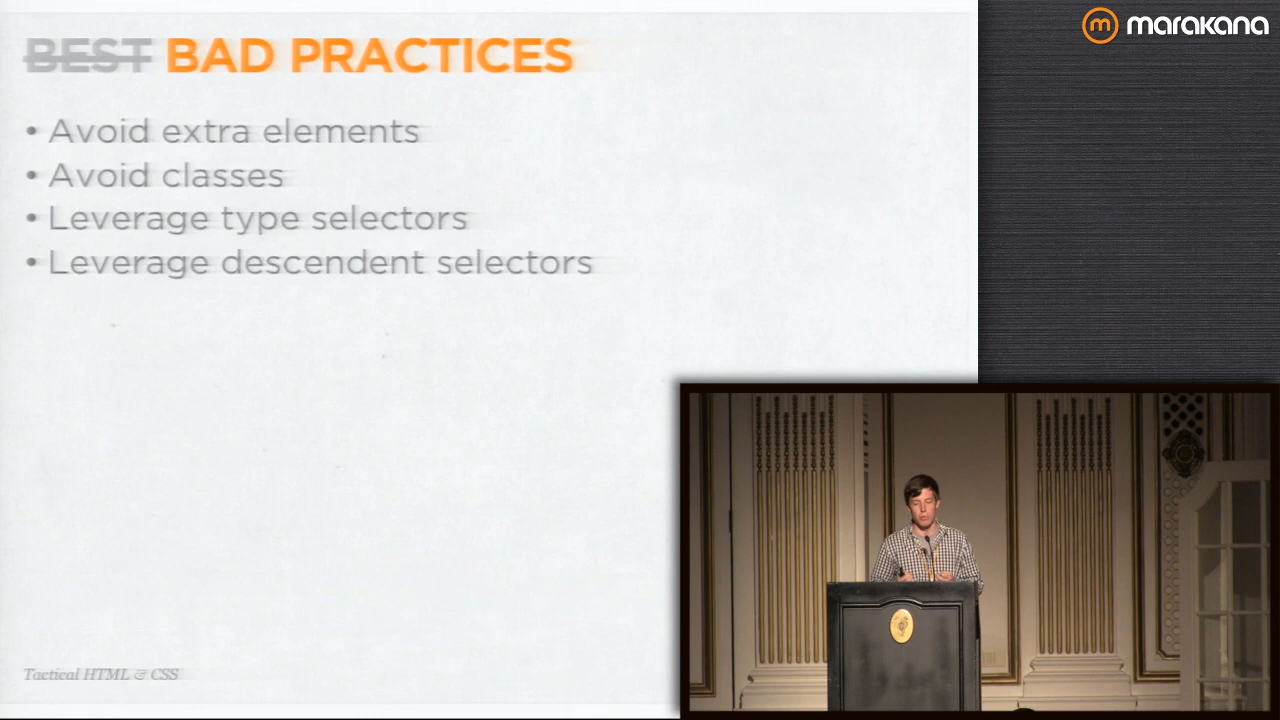 BEST BAD PRACTICES
• Avoid extra elements
• Avoid classes
• Leverage type selectors
• Leverage descendent selectors
Tactical HTML & CSS
m marakana